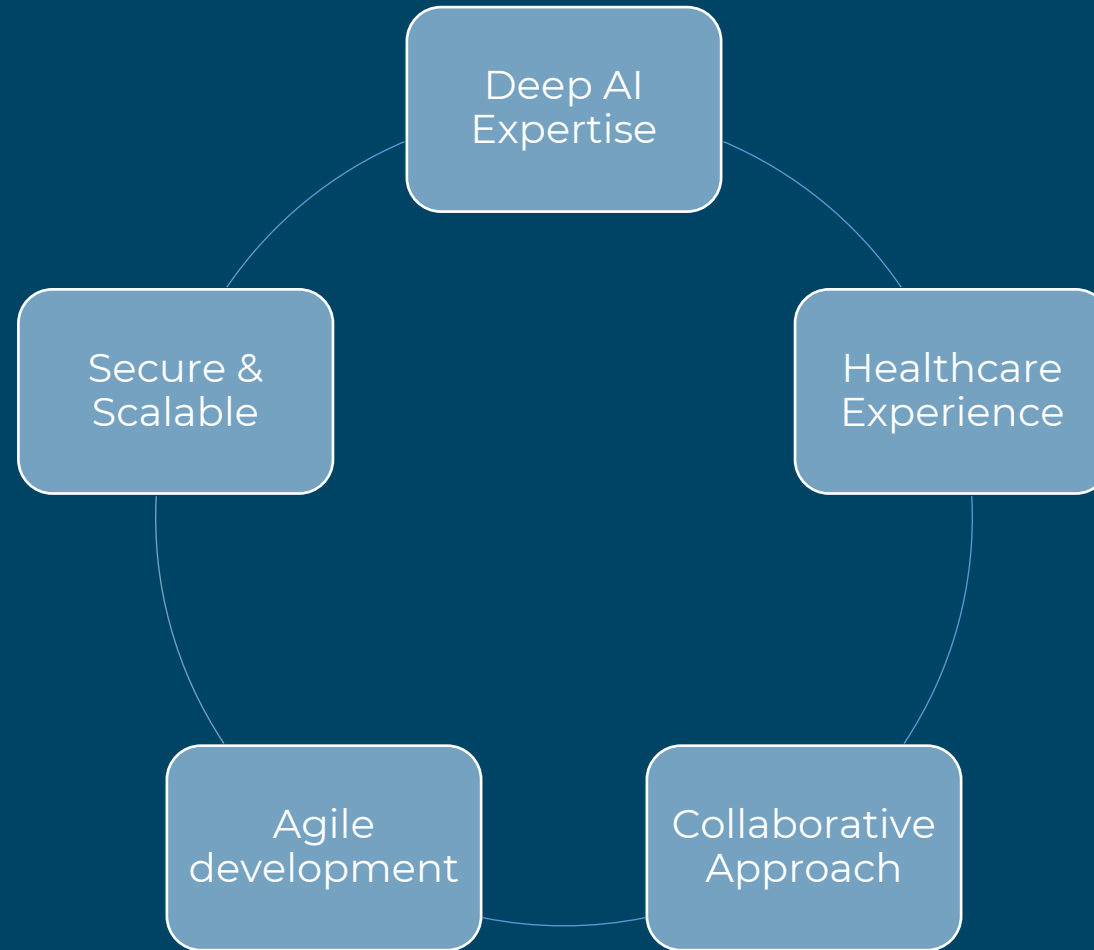 Deep AI
Expertise
Healthcare
Experience
Collaborative
Approach
Agile
development
Secure &
Scalable